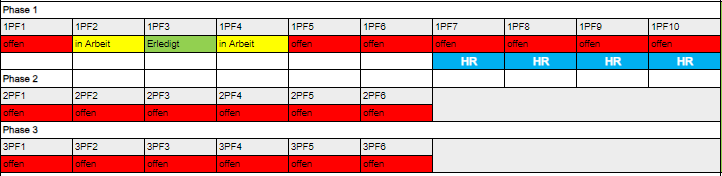 Phase 1
1PF1 1PF2 1PF3 1PF4 1PF5 1PF6 1PF7 1PF8 1PF9 1PF10
offen in Arbeit Erledigt in Arbeit offen offen offen offen offen offen
HR HR HR HR
Phase 2
2PF1 2PF2 2PF3 2PF4 2PF5 2PF6
offen offen offen offen offen offen
Phase 3
3PF1 3PF2 3PF3 3PF4 3PF5 3PF6
offen offen offen offen offen offen